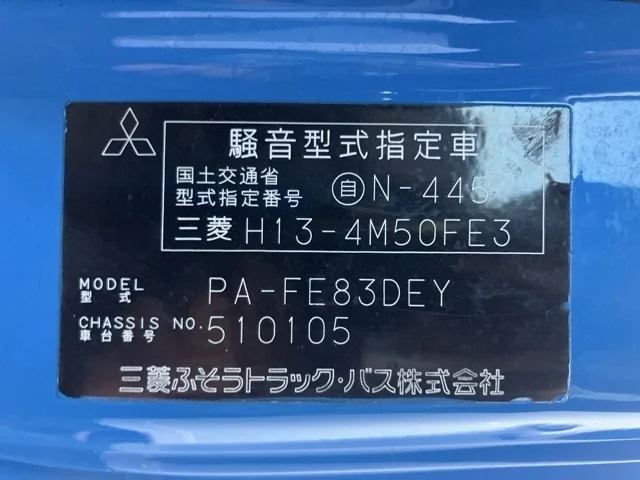 騒音型式指定車
国土交通省
型式指定番号 自N-445
三菱 H13-4M50FE3
MODEL
型式 PA-FE83DEY
CHASSIS NO.
車台番号 510105
三菱ふそうトラック・バス株式会社